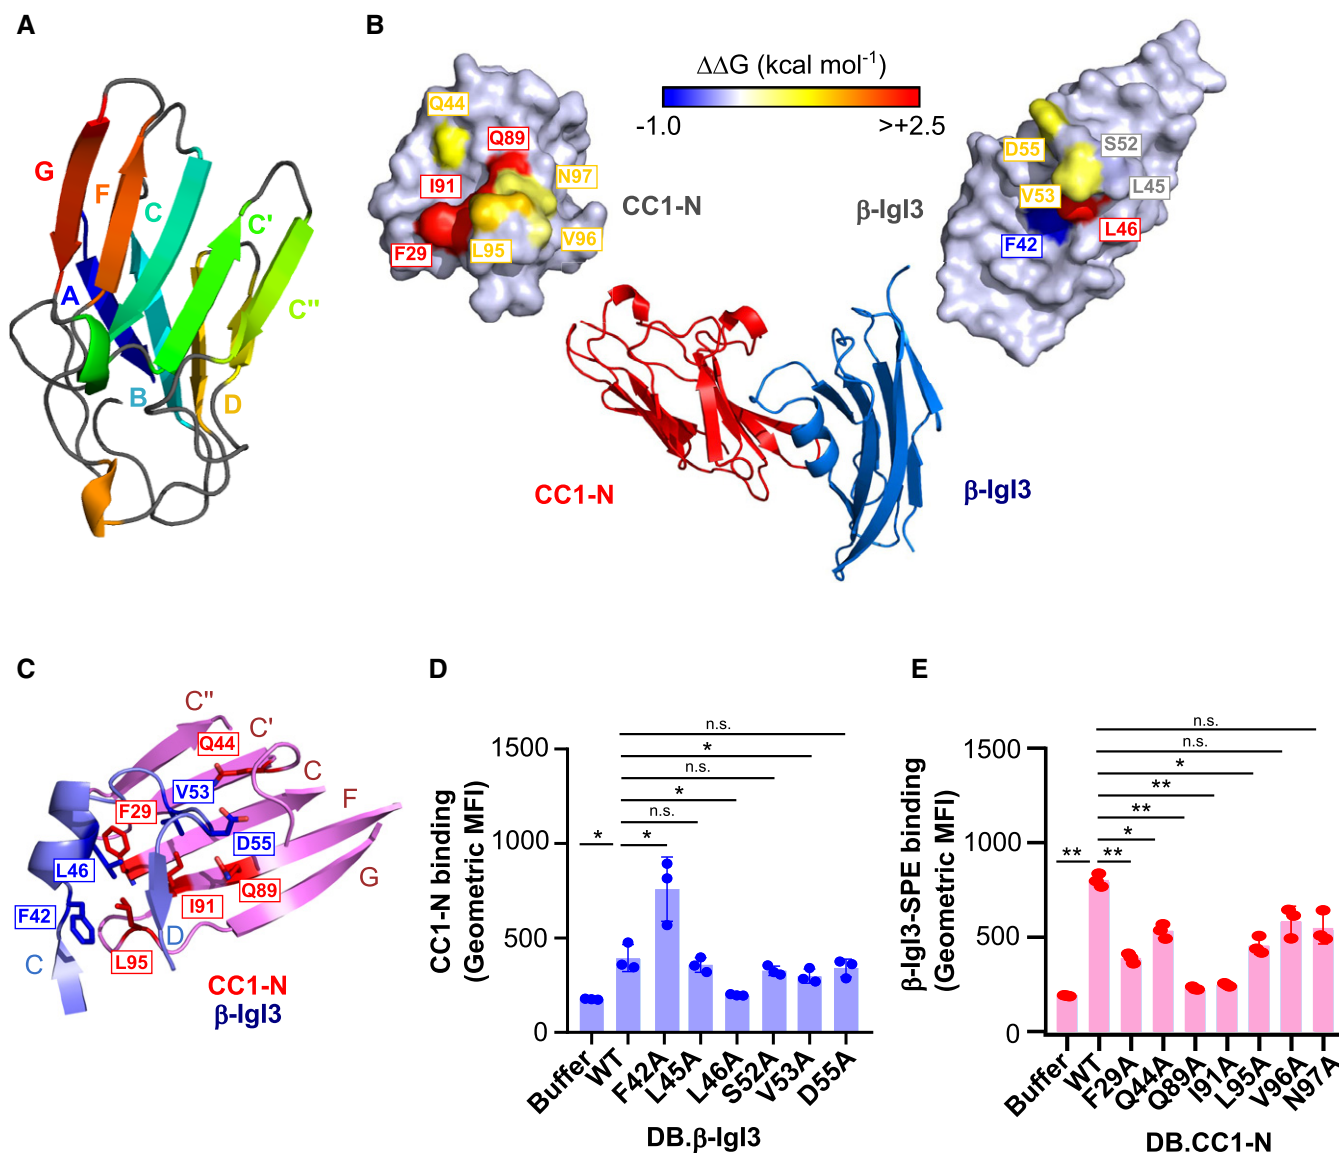 A
G
F
C
C'
C''
A
B
D
B
ΔΔG (kcal mol-1)
-1.0
>+2.5
Q44
Q89
I91
N97
F29
L95
V96
CC1-N
β-IgI3
D55
S52
V53
L45
F42
L46
CC1-N
β-IgI3
C
C''
C'
Q44
C
V53
F
F29
D55
L46
Q89
G
I91
F42
D
L95
C
CC1-N
β-IgI3
D
n.s.
*
n.s.
*
n.s.
*
*
CC1-N binding
(Geometric MFI)
1500
1000
500
0
Buffer
WT
F42A
L45A
L46A
S52A
V53A
D55A
DB.β-IgI3
E
n.s.
n.s.
*
**
**
*
**
**
β-IgI3-SPE binding
(Geometric MFI)
1500
1000
500
0
Buffer
WT
F29A
Q44A
Q89A
I91A
L95A
V96A
N97A
DB.CC1-N